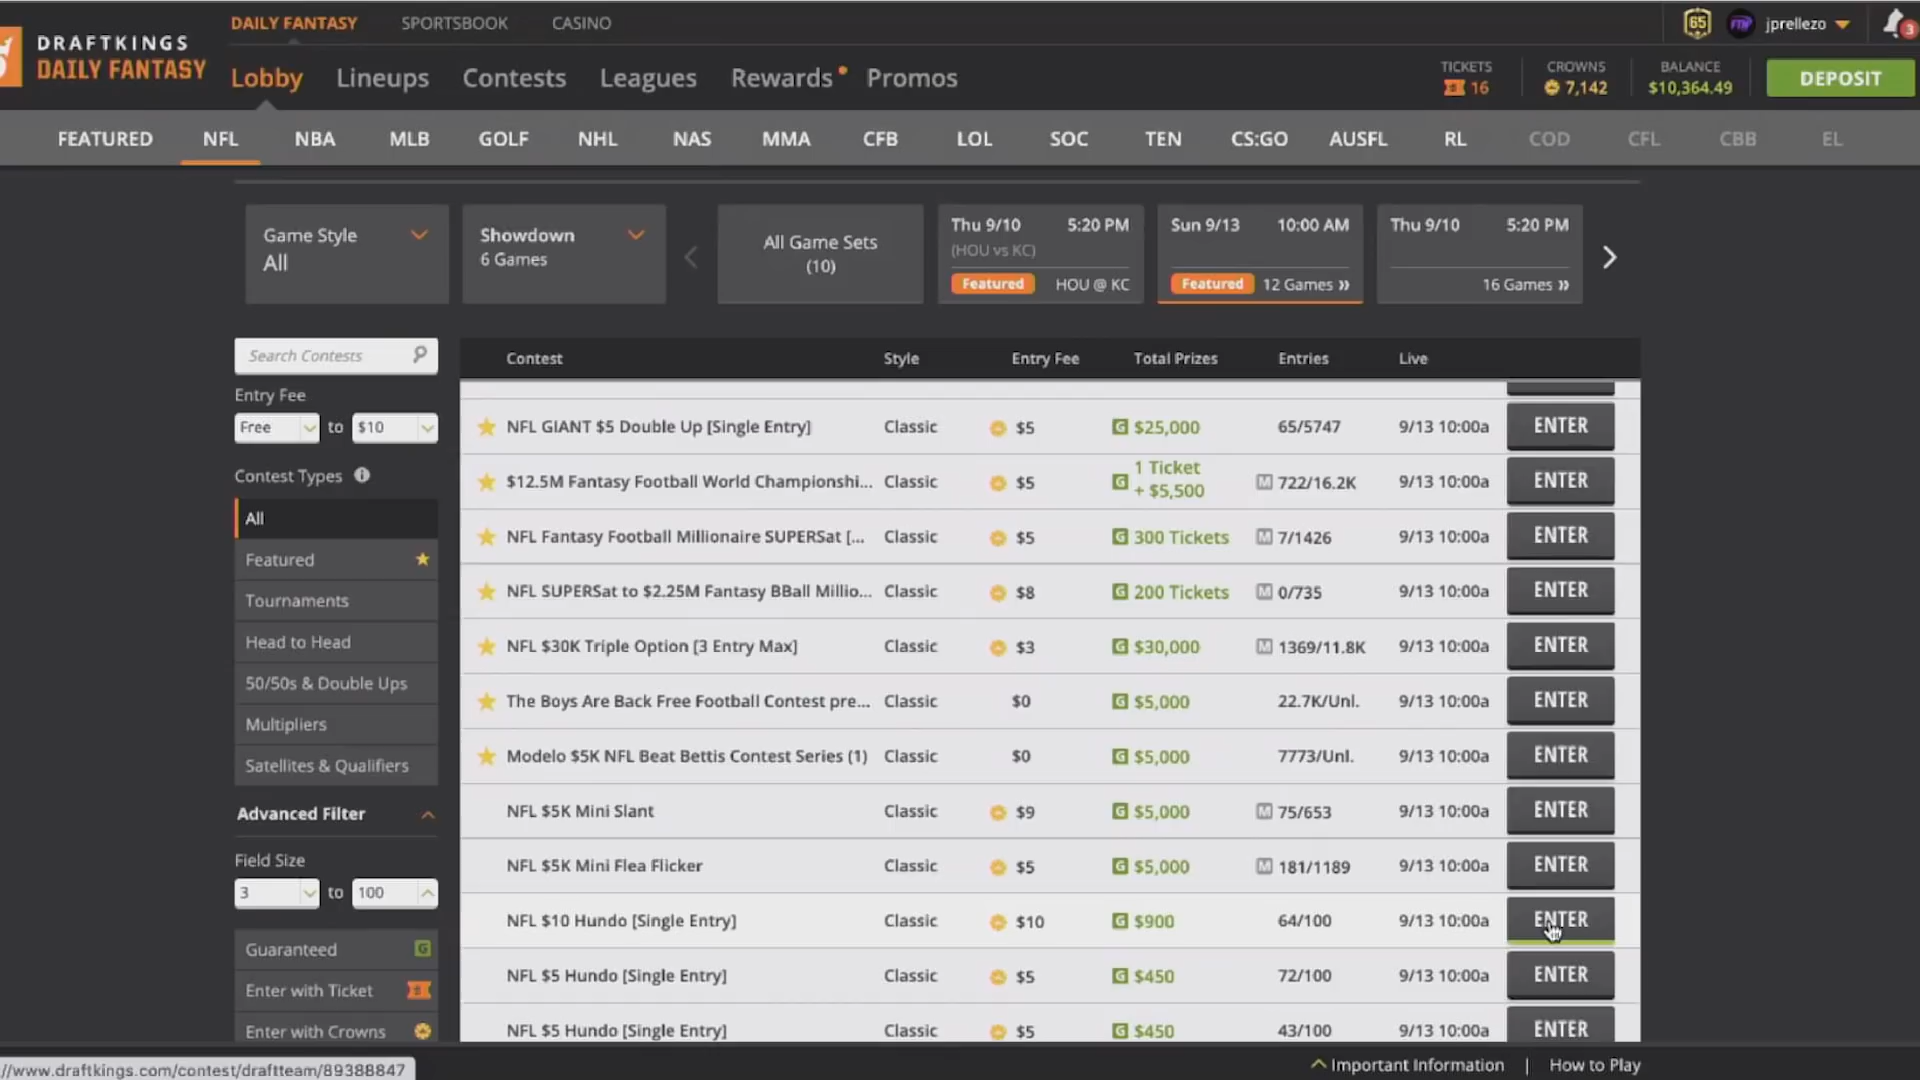 DAILY FANTASY SPORTSBOOK CASINO
65 FTN jprellezo 3
DRAFTKINGS
DAILY FANTASY
Lobby Lineups Contests Leagues Rewards Promos
TICKETS 16
CROWNS 7,142
BALANCE $10,364.49
DEPOSIT
FEATURED NFL NBA MLB GOLF NHL NAS MMA CFB LOL SOC TEN CS:GO AUSFL RL COD CFL CBB EL
Game Style
All
Showdown
6 Games
All Game Sets
(10)
Thu 9/10 5:20 PM
(HOU vs KC)
Featured HOU @ KC
Sun 9/13 10:00 AM
Featured 12 Games »
Thu 9/10 5:20 PM
16 Games »
Search Contests
Entry Fee
Free to $10
Contest Types i
All
Featured
Tournaments
Head to Head
50/50s & Double Ups
Multipliers
Satellites & Qualifiers
Advanced Filter
Field Size
3 to 100
Guaranteed G
Enter with Ticket
Enter with Crowns
Contest Style Entry Fee Total Prizes Entries Live
NFL GIANT $5 Double Up [Single Entry] Classic $5 G $25,000 65/5747 9/13 10:00a ENTER
$12.5M Fantasy Football World Championshi... Classic $5 G 1 Ticket + $5,500 M 722/16.2K 9/13 10:00a ENTER
NFL Fantasy Football Millionaire SUPERSat [... Classic $5 G 300 Tickets M 7/1426 9/13 10:00a ENTER
NFL SUPERSat to $2.25M Fantasy BBall Millio... Classic $8 G 200 Tickets M 0/735 9/13 10:00a ENTER
NFL $30K Triple Option [3 Entry Max] Classic $3 G $30,000 M 1369/11.8K 9/13 10:00a ENTER
The Boys Are Back Free Football Contest pre... Classic $0 G $5,000 22.7K/Unl. 9/13 10:00a ENTER
Modelo $5K NFL Beat Bettis Contest Series (1) Classic $0 G $5,000 7773/Unl. 9/13 10:00a ENTER
NFL $5K Mini Slant Classic $9 G $5,000 M 75/653 9/13 10:00a ENTER
NFL $5K Mini Flea Flicker Classic $5 G $5,000 M 181/1189 9/13 10:00a ENTER
NFL $10 Hundo [Single Entry] Classic $10 G $900 64/100 9/13 10:00a ENTER
NFL $5 Hundo [Single Entry] Classic $5 G $450 72/100 9/13 10:00a ENTER
NFL $5 Hundo [Single Entry] Classic $5 G $450 43/100 9/13 10:00a ENTER
//www.draftkings.com/contest/draftteam/89388847
Important Information | How to Play